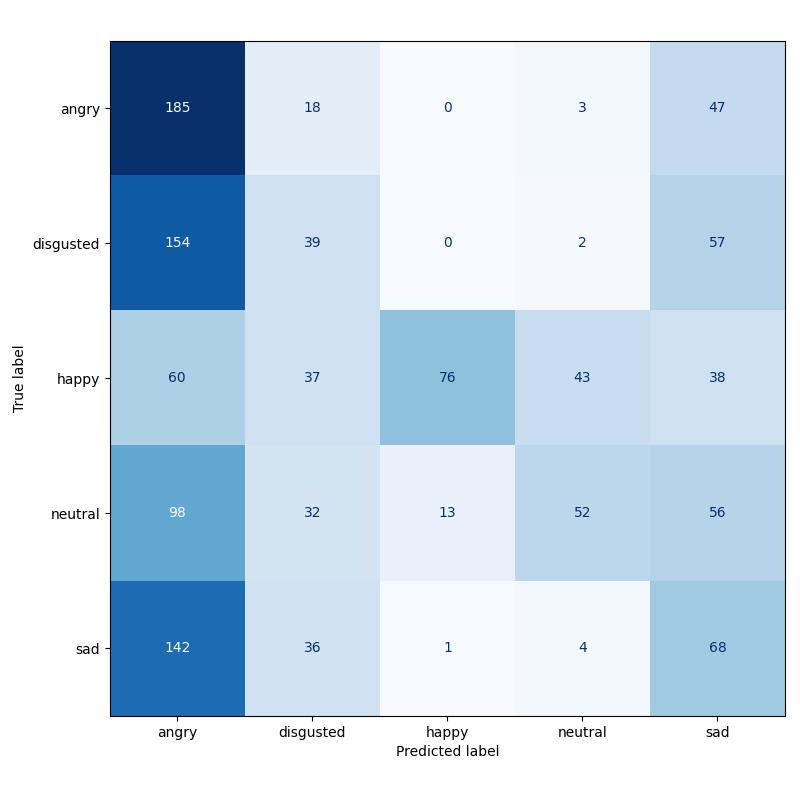 angry 185 18 0 3 47
disgusted 154 39 0 2 57
happy 60 37 76 43 38
neutral 98 32 13 52 56
sad 142 36 1 4 68
angry disgusted happy neutral sad
Predicted label
True label